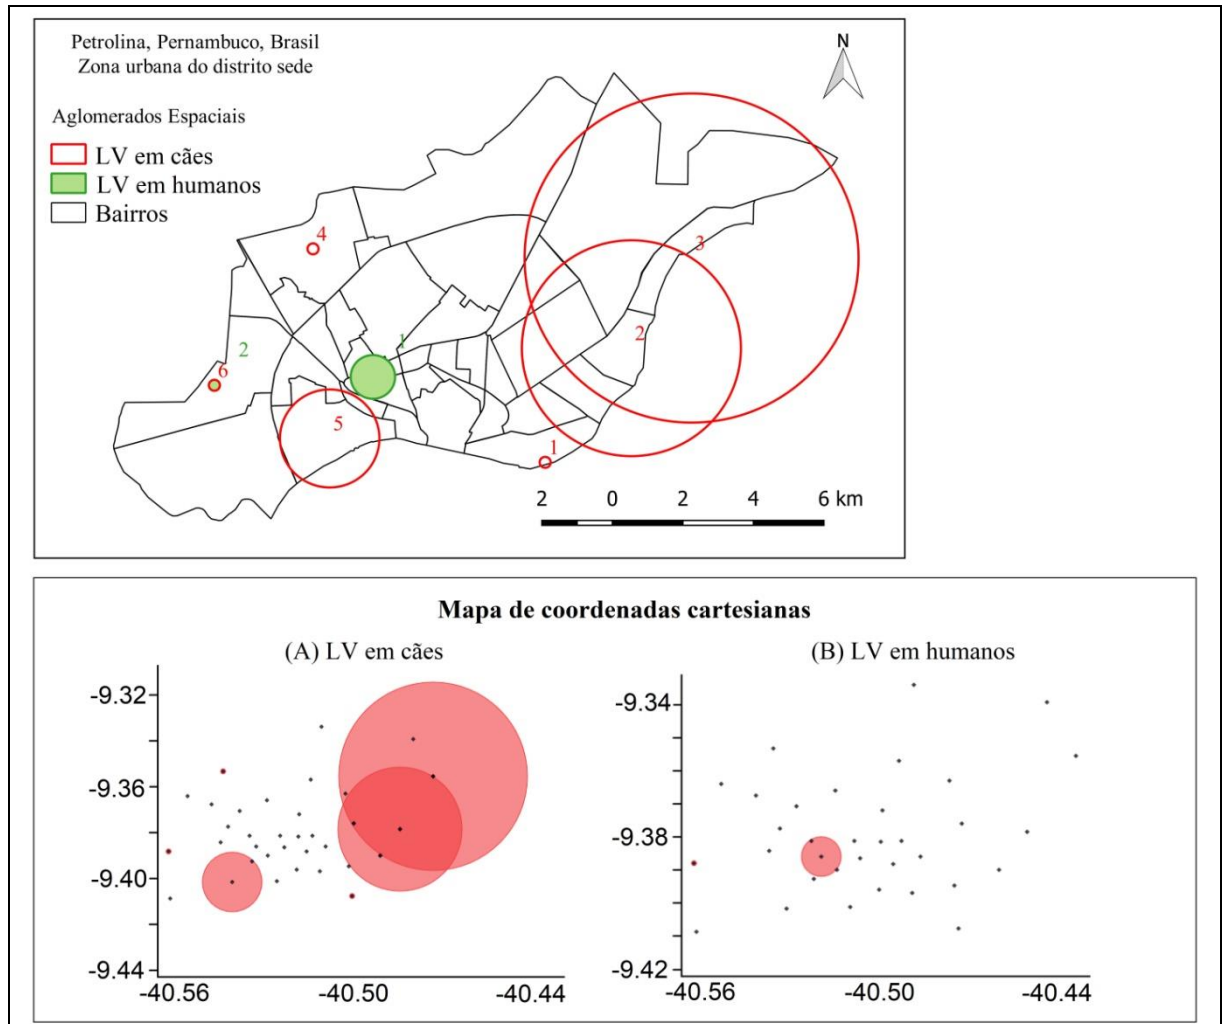 Petrolina, Pernambuco, Brasil
Zona urbana do distrito sede
N
Aglomerados Espaciais
LV em cães
LV em humanos
Bairros
4
3
2
1
2
6
5
1
2 0 2 4 6 km
Mapa de coordenadas cartesianas
(A) LV em cães
-9.32
-9.36
-9.40
-9.44
-40.56 -40.50 -40.44
(B) LV em humanos
-9.34
-9.38
-9.42
-40.56 -40.50 -40.44